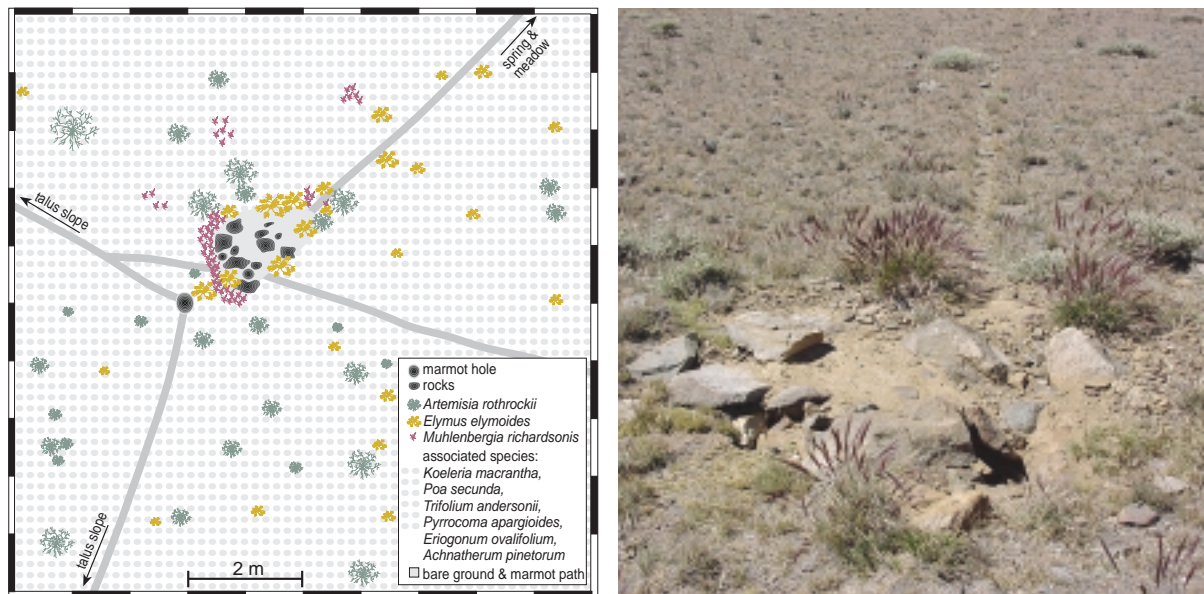 spring &
meadow
talus slope
marmot hole
rocks
Artemisia rothrockii
Elymus elymoides
Muhlenbergia richardsonis
associated species:
Koeleria macrantha,
Poa secunda,
Trifolium andersonii,
Pyrrocoma apargioides,
Eriogonum ovalifolium,
Achnatherum pinetorum
bare ground & marmot path
talus slope
2 m